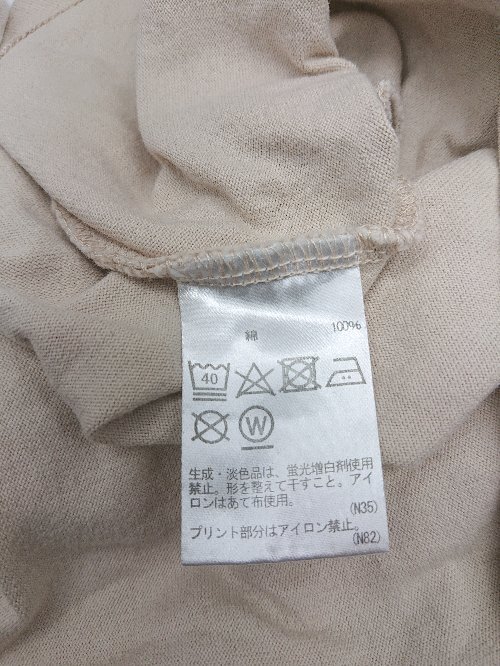 綿 100%
40
W
生成・淡色品は、蛍光増白剤使用
禁止。形を整えて干すこと。アイ
ロンはあて布使用。
(N35)
プリント部分はアイロン禁止。
(N82)